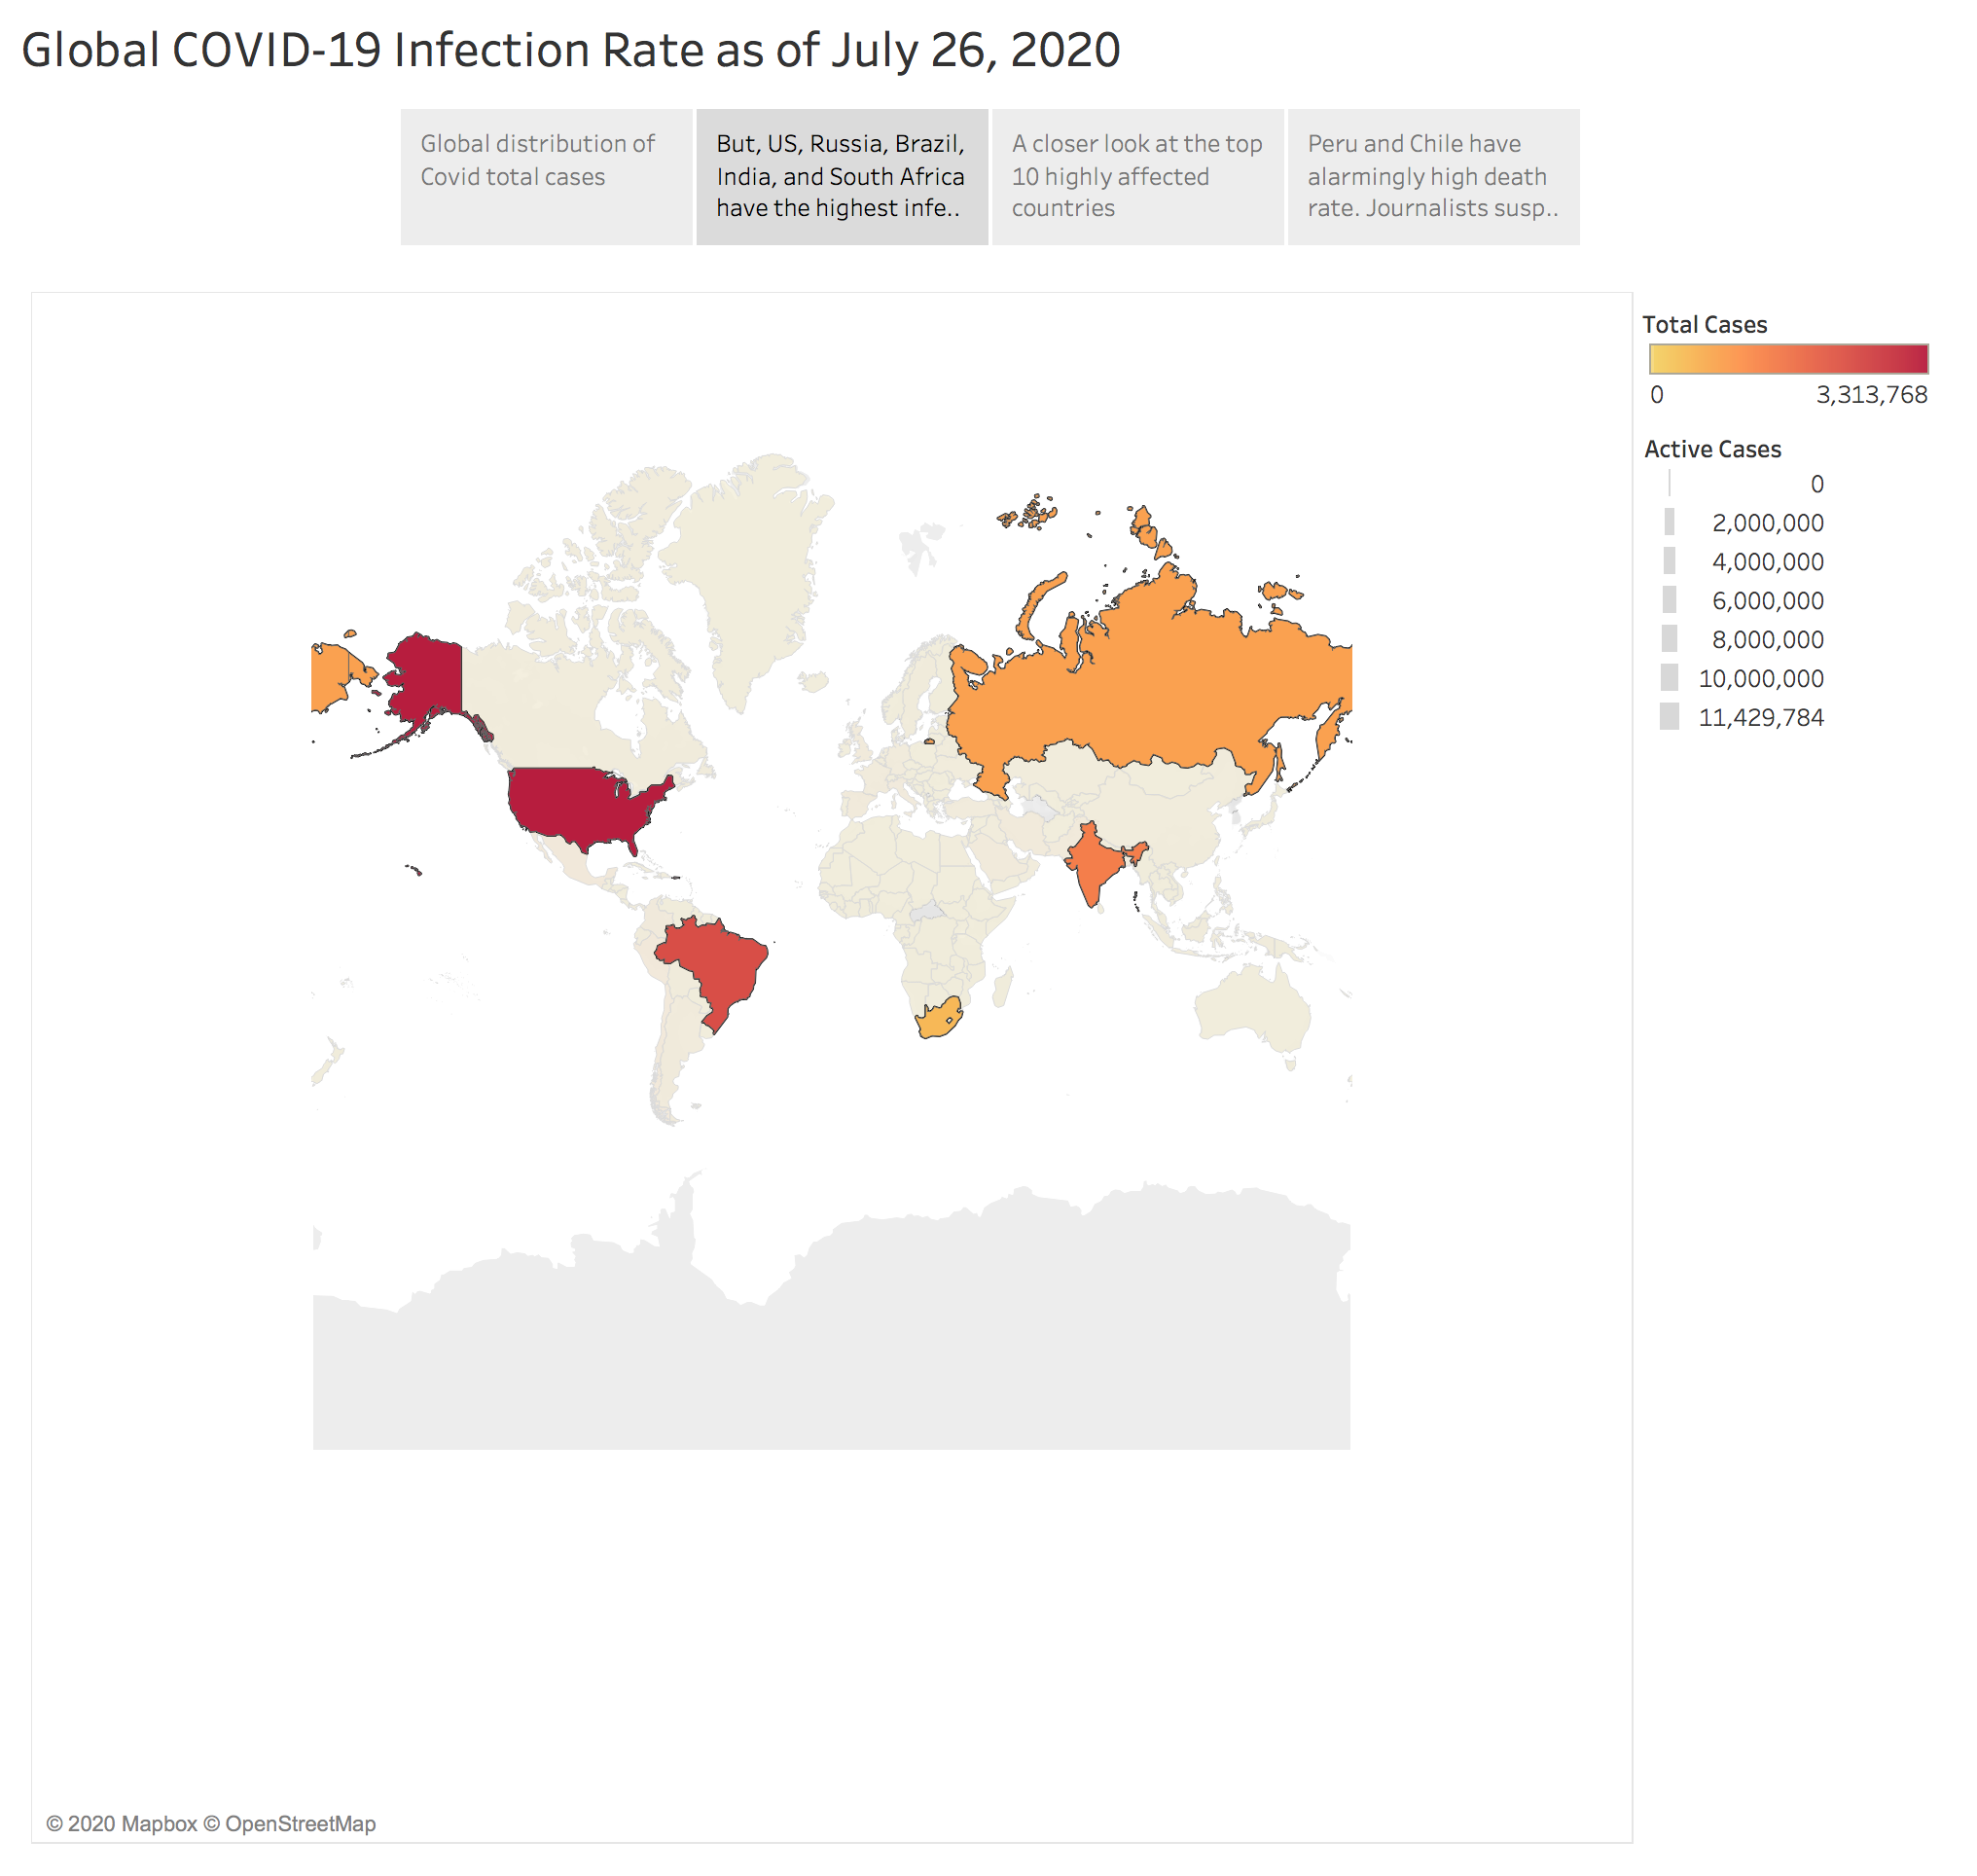 Global COVID-19 Infection Rate as of July 26, 2020
Global distribution of
Covid total cases
But, US, Russia, Brazil,
India, and South Africa
have the highest infe..
A closer look at the top
10 highly affected
countries
Peru and Chile have
alarmingly high death
rate. Journalists susp..
Total Cases
0 3,313,768
Active Cases
0
2,000,000
4,000,000
6,000,000
8,000,000
10,000,000
11,429,784
© 2020 Mapbox © OpenStreetMap